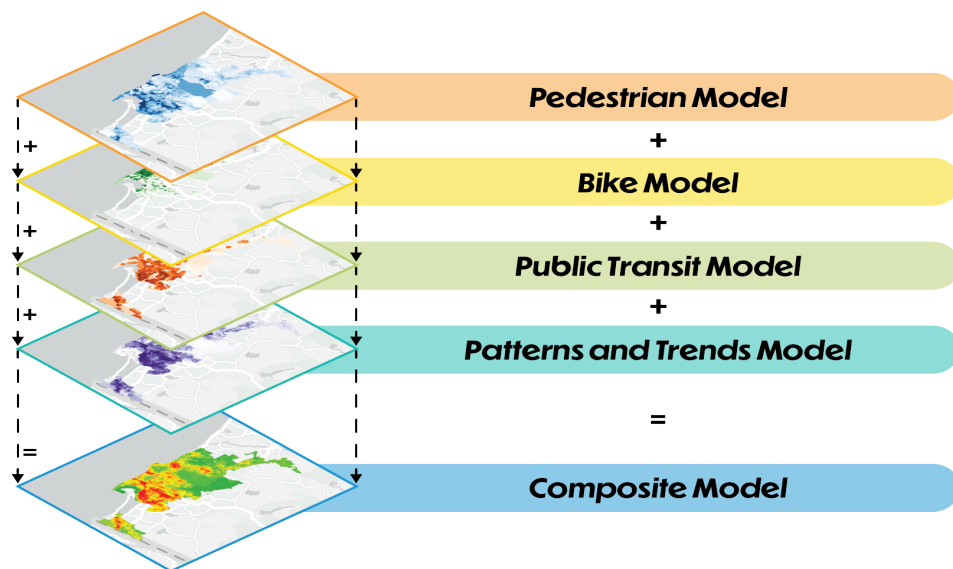 Pedestrian Model
+
+
Bike Model
+
+
Public Transit Model
+
+
Patterns and Trends Model
=
=
Composite Model